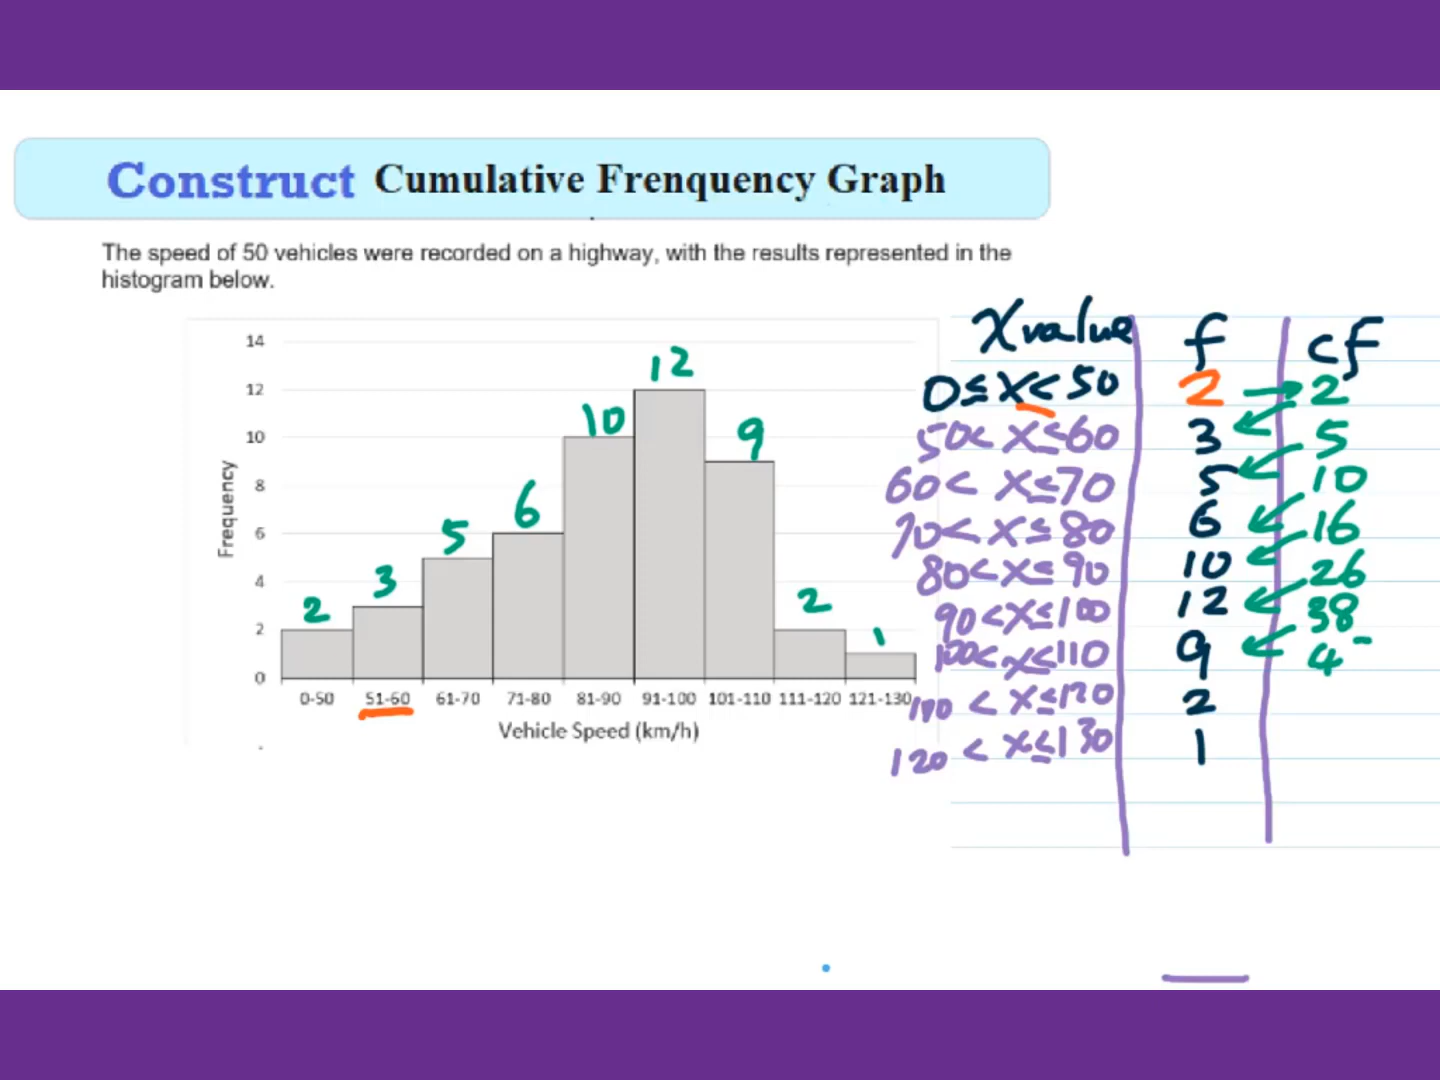 Construct Cumulative Frenquency Graph
The speed of 50 vehicles were recorded on a highway, with the results represented in the
histogram below.
14
12
10
8
6
4
2
0
Frequency
2
3
5
6
10
12
9
2
1
0-50 51-60 61-70 71-80 81-90 91-100 101-110 111-120 121-130
Vehicle Speed (km/h)
X value f cf
0≤X<50 2 2
50<X≤60 3 5
60<X≤70 5 10
70<X≤80 6 16
80<X≤90 10 26
90<X≤100 12 38
100<X≤110 9 4
<X≤120 2
120<X≤130 1